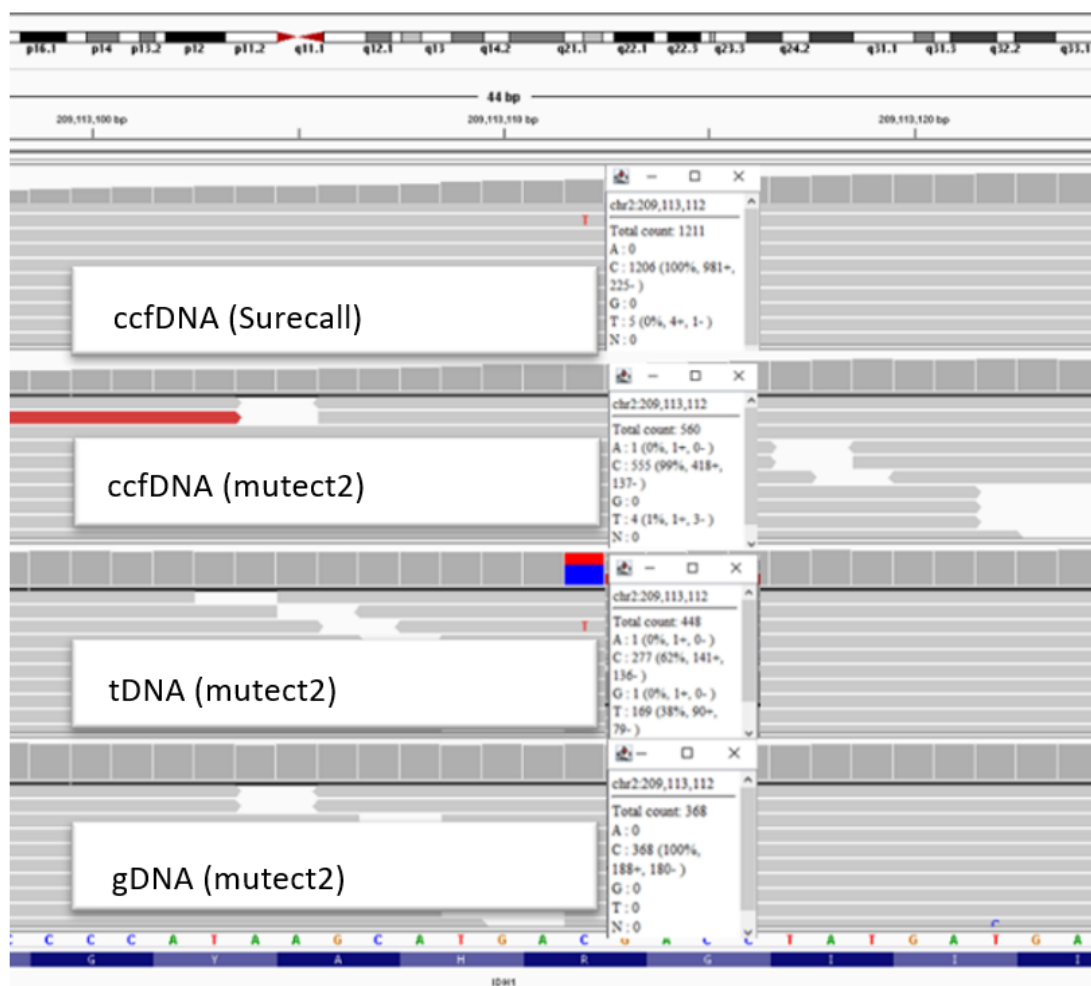 p16.1 p14 p13.2 p12 p11.2 q11.1 q12.1 q13 q14.2 q21.1 q22.1 q22.3 q23.3 q24.2 q31.1 q31.3 q32.2 q33.1
44 bp
209,113,100 bp 209,113,110 bp 209,113,120 bp
chr2:209,113,112
T
Total count: 1211
A : 0
C : 1206 (100%, 981+,
225- )
G : 0
T : 5 (0%, 4+, 1- )
N : 0
ccfDNA (Surecall)
chr2:209,113,112
Total count: 560
A : 1 (0%, 1+, 0- )
C : 555 (99%, 418+,
137- )
G : 0
T : 4 (1%, 1+, 3- )
N : 0
ccfDNA (mutect2)
chr2:209,113,112
T
Total count: 448
A : 1 (0%, 1+, 0- )
C : 277 (62%, 141+,
136- )
G : 1 (0%, 1+, 0- )
T : 169 (38%, 90+,
79- )
tDNA (mutect2)
chr2:209,113,112
Total count: 368
A : 0
C : 368 (100%,
188+, 180- )
G : 0
T : 0
N : 0
gDNA (mutect2)
C C C A T A A G C A T G A C G A C C T A T G A T G A
G Y A H R G I I I
IDH1